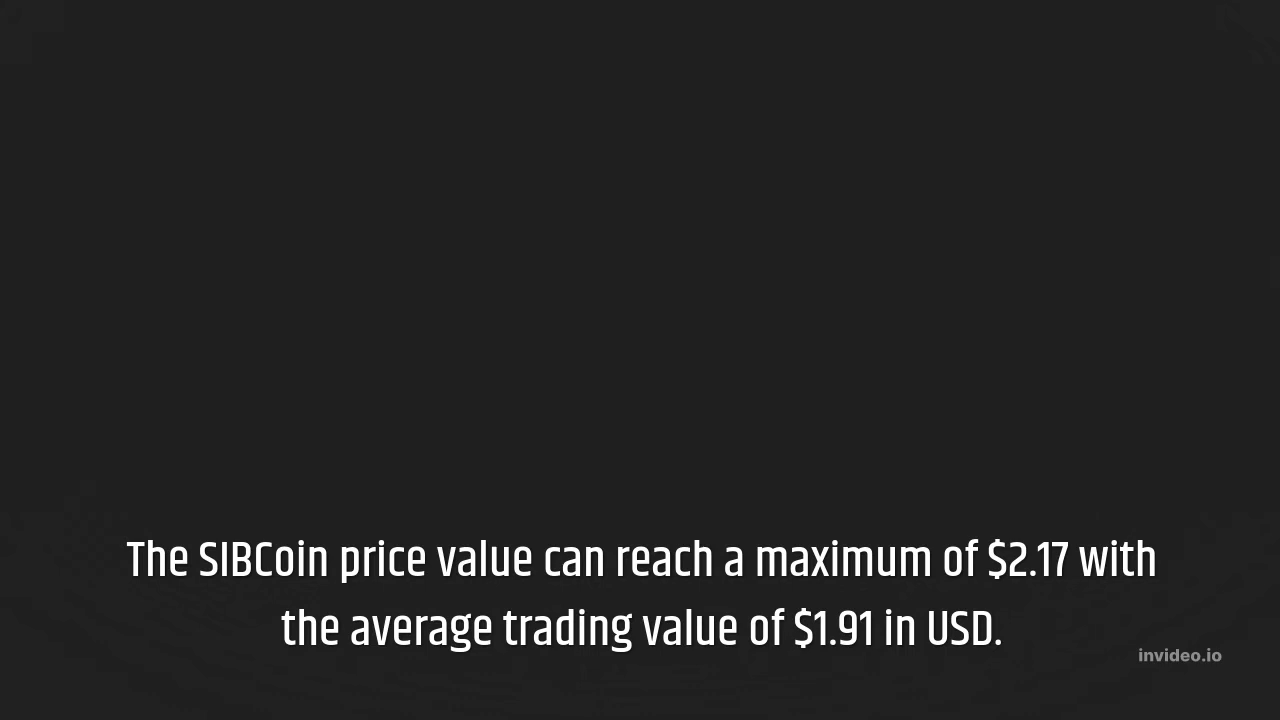 The SIBCoin price value can reach a maximum of $2.17 with
the average trading value of $1.91 in USD.
invideo.io